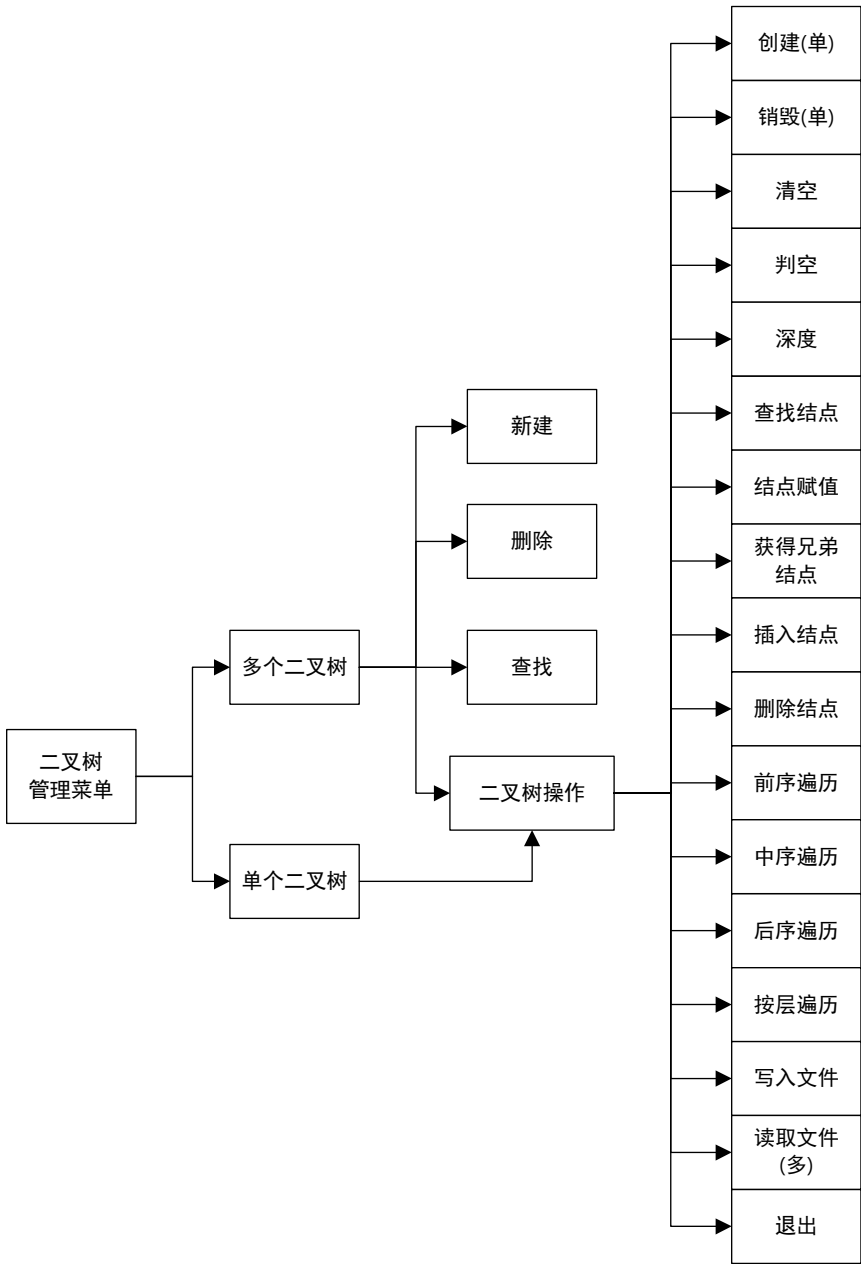 二叉树
管理菜单
多个二叉树
单个二叉树
新建
删除
查找
二叉树操作
创建(单)
销毁(单)
清空
判空
深度
查找结点
结点赋值
获得兄弟
结点
插入结点
删除结点
前序遍历
中序遍历
后序遍历
按层遍历
写入文件
读取文件
(多)
退出